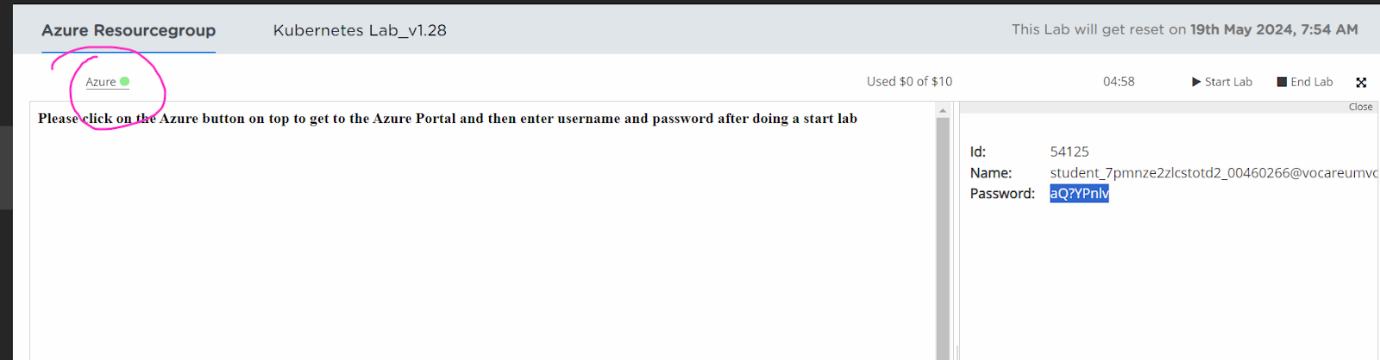 Azure Resourcegroup Kubernetes Lab_v1.28 This Lab will get reset on 19th May 2024, 7:54 AM
Azure Used $0 of $10 04:58 Start Lab End Lab
Close
Please click on the Azure button on top to get to the Azure Portal and then enter username and password after doing a start lab
Id: 54125
Name: student_7pmnze2zlcstotd2_00460266@vocareumvc
Password: aQ?YPnlv